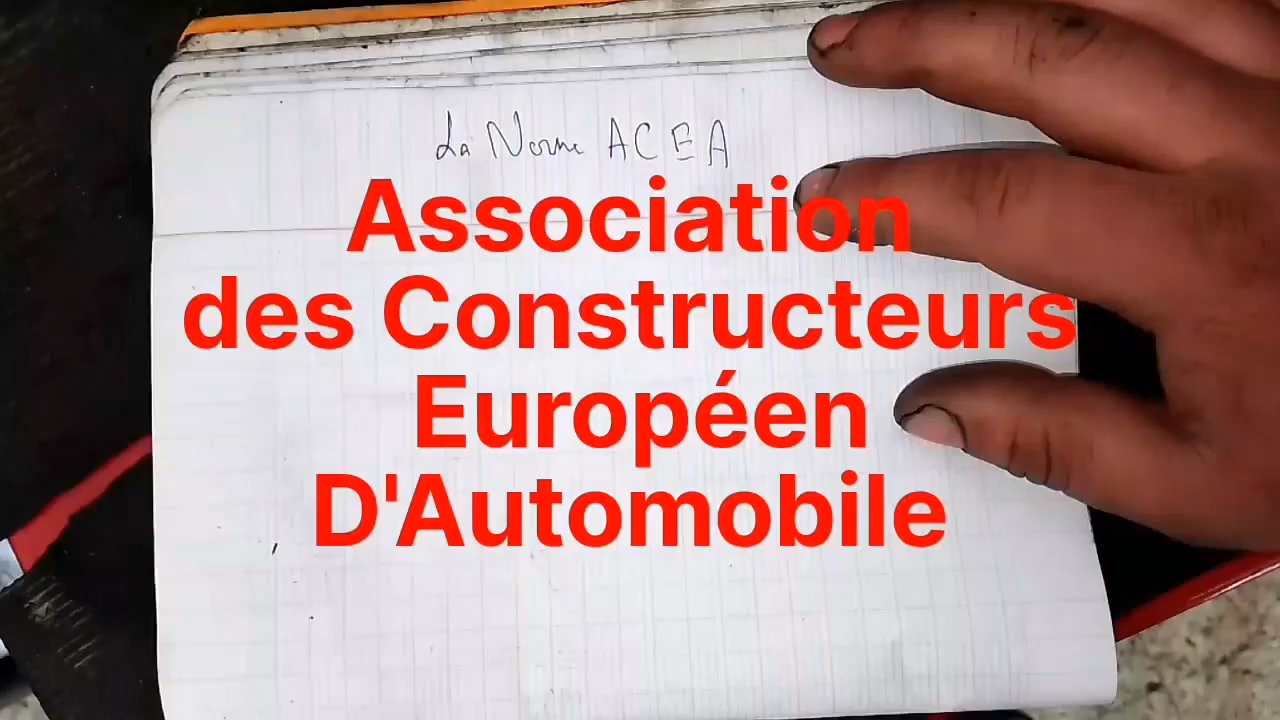 La Norme ACEA
Association
des Constructeurs
Européen
D'Automobile